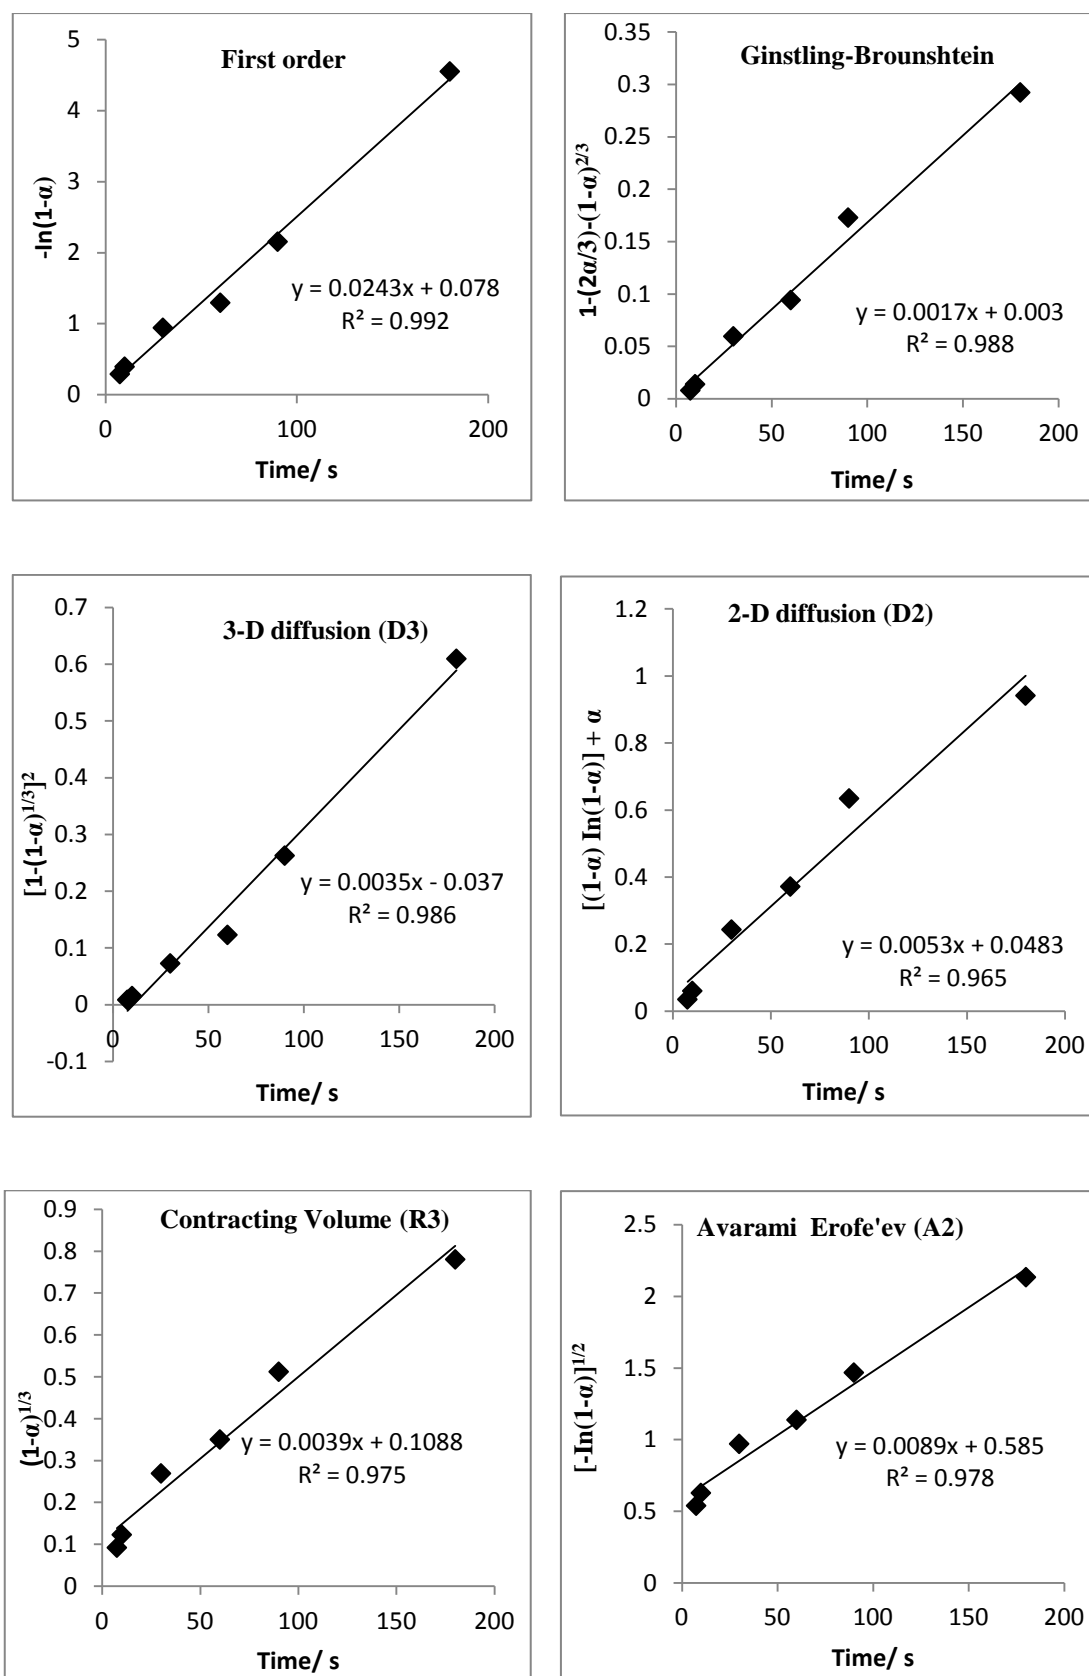 First order
5
4
3
2
1
0
-In(1-α)
y = 0.0243x + 0.078
R² = 0.992
0
100
200
Time/ s
Ginstling-Brounshtein
0.35
0.3
0.25
0.2
0.15
0.1
0.05
0
1-(2α/3)-(1-α)^2/3
y = 0.0017x + 0.003
R² = 0.988
0
50
100
150
200
Time/ s
3-D diffusion (D3)
0.7
0.6
0.5
0.4
0.3
0.2
0.1
0
-0.1
[1-(1-α)^1/3]²
y = 0.0035x - 0.037
R² = 0.986
0
50
100
150
200
Time/ s
2-D diffusion (D2)
1.2
1
0.8
0.6
0.4
0.2
0
[(1-α) In(1-α)] + α
y = 0.0053x + 0.0483
R² = 0.965
0
50
100
150
200
Time/ s
Contracting Volume (R3)
0.9
0.8
0.7
0.6
0.5
0.4
0.3
0.2
0.1
0
(1-α)^1/3
y = 0.0039x + 0.1088
R² = 0.975
0
50
100
150
200
Time/ s
Avarami Erofe'ev (A2)
2.5
2
1.5
1
0.5
0
[-In(1-α)]^1/2
y = 0.0089x + 0.585
R² = 0.978
0
50
100
150
200
Time/ s